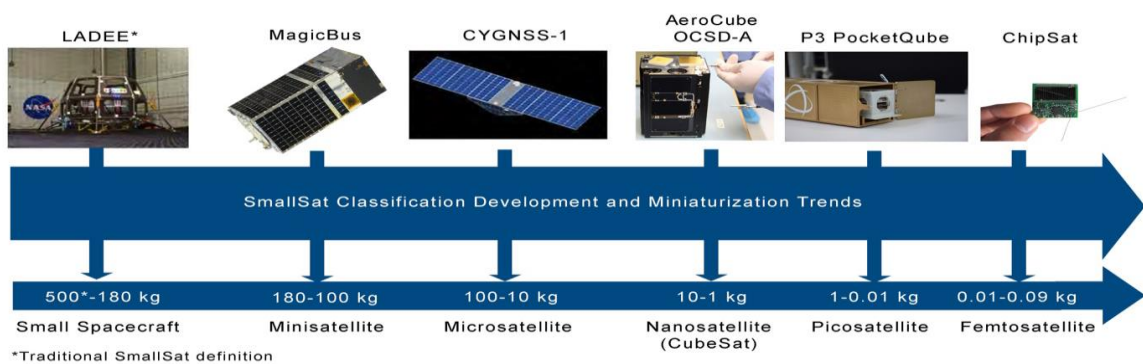 LADEE*
MagicBus
CYGNSS-1
AeroCube
OCSD-A
P3 PocketQube
ChipSat
NASA
SmallSat Classification Development and Miniaturization Trends
500*-180 kg
180-100 kg
100-10 kg
10-1 kg
1-0.01 kg
0.01-0.09 kg
Small Spacecraft
Minisatellite
Microsatellite
Nanosatellite
(CubeSat)
Picosatellite
Femtosatellite
*Traditional SmallSat definition